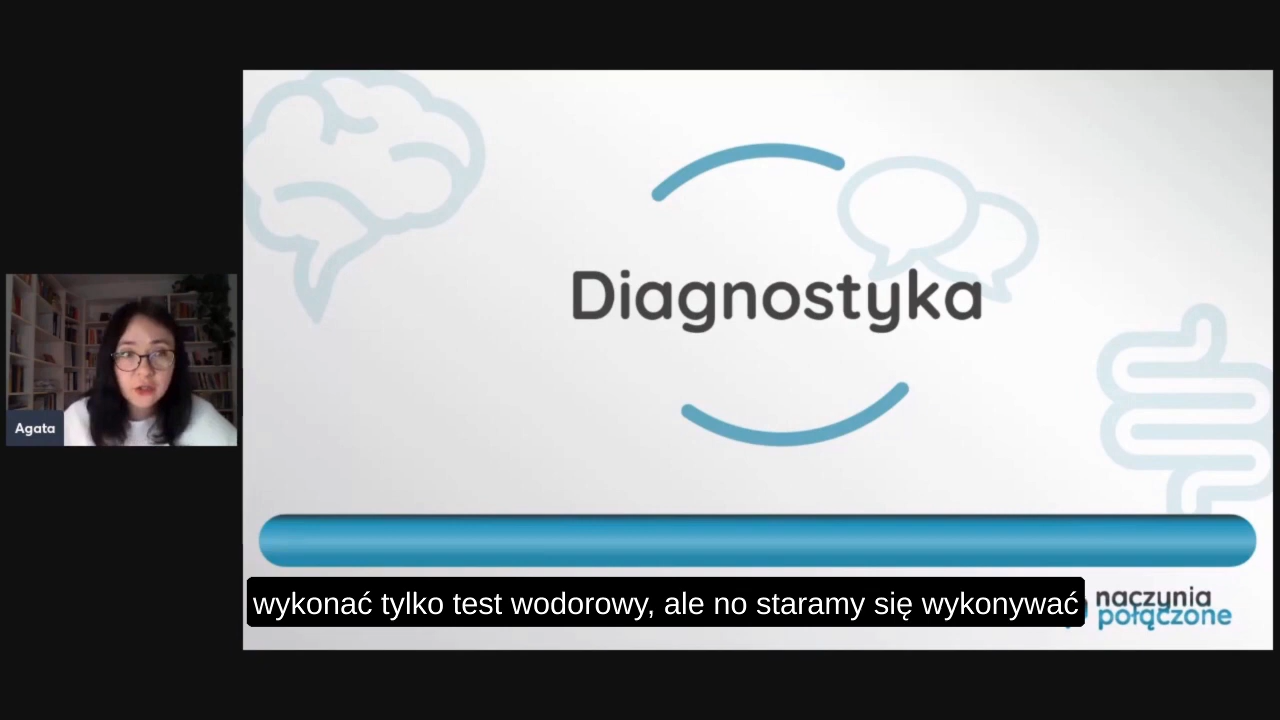 Diagnostyka
Agata
wykonać tylko test wodorowy, ale no staramy się wykonywać
naczynia
połączone